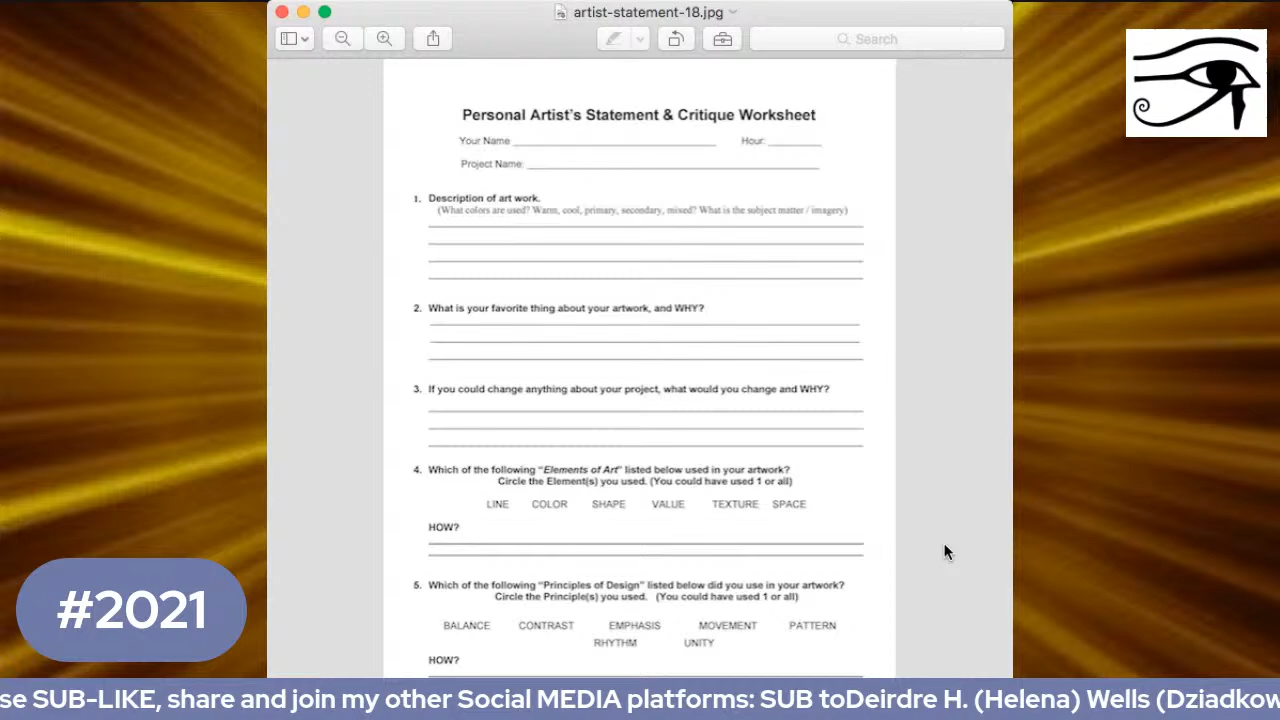 artist-statement-18.jpg
Search
Personal Artist's Statement & Critique Worksheet
Your Name Hour:
Project Name:
1. Description of art work.
(What colors are used? Warm, cool, primary, secondary, mixed? What is the subject matter / imagery)
2. What is your favorite thing about your artwork, and WHY?
3. If you could change anything about your project, what would you change and WHY?
4. Which of the following “Elements of Art” listed below used in your artwork?
Circle the Element(s) you used. (You could have used 1 or all)
LINE COLOR SHAPE VALUE TEXTURE SPACE
HOW?
5. Which of the following “Principles of Design” listed below did you use in your artwork?
Circle the Principle(s) you used. (You could have used 1 or all)
BALANCE CONTRAST EMPHASIS MOVEMENT PATTERN
RHYTHM UNITY
HOW?
#2021
se SUB-LIKE, share and join my other Social MEDIA platforms: SUB toDeirdre H. (Helena) Wells (Dziadkow